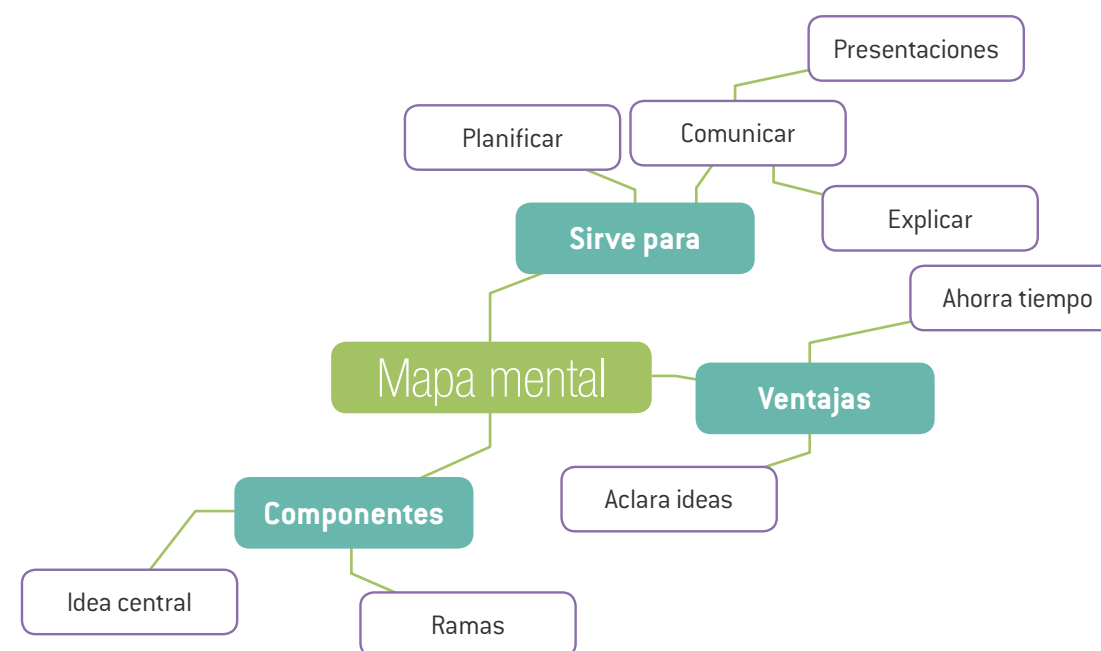 Presentaciones
Planificar
Comunicar
Explicar
Sirve para
Ahorra tiempo
Mapa mental
Ventajas
Aclara ideas
Componentes
Idea central
Ramas